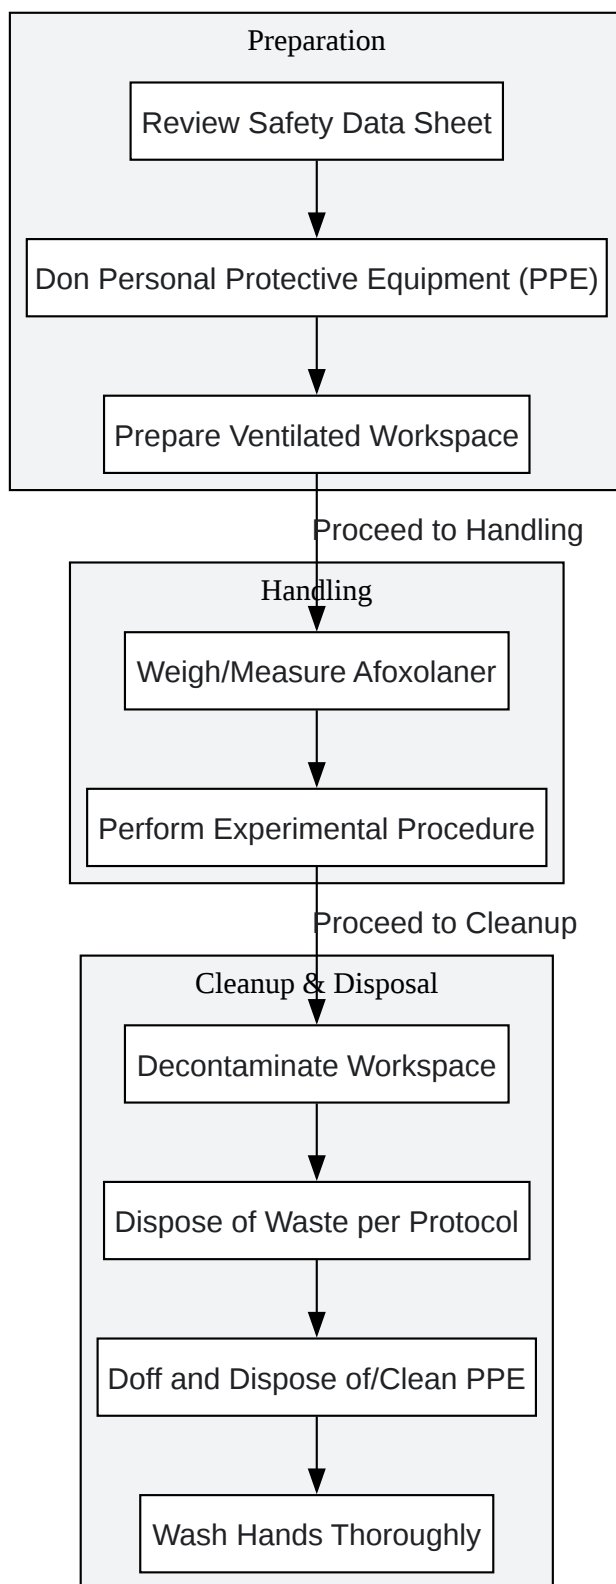 Preparation
Review Safety Data Sheet
Don Personal Protective Equipment (PPE)
Prepare Ventilated Workspace
Proceed to Handling
Handling
Weigh/Measure Afoxolaner
Perform Experimental Procedure
Proceed to Cleanup
Cleanup & Disposal
Decontaminate Workspace
Dispose of Waste per Protocol
Doff and Dispose of/Clean PPE
Wash Hands Thoroughly